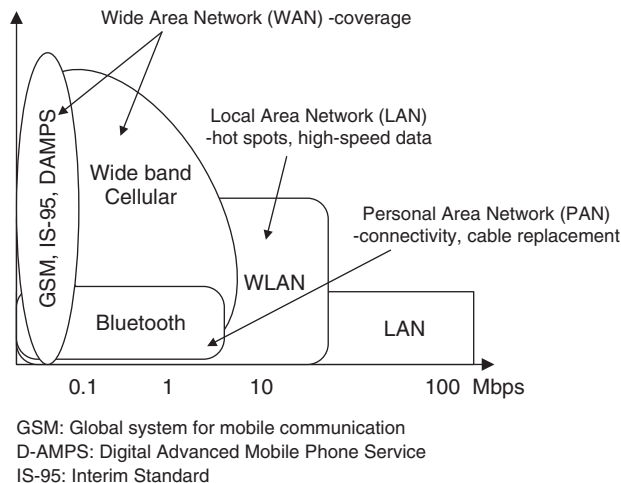 Wide Area Network (WAN) -coverage
Local Area Network (LAN)
-hot spots, high-speed data
GSM, IS-95, DAMPS
Wide band
Cellular
Personal Area Network (PAN)
-connectivity, cable replacement
WLAN
Bluetooth
LAN
0.1 1 10 100 Mbps
GSM: Global system for mobile communication
D-AMPS: Digital Advanced Mobile Phone Service
IS-95: Interim Standard